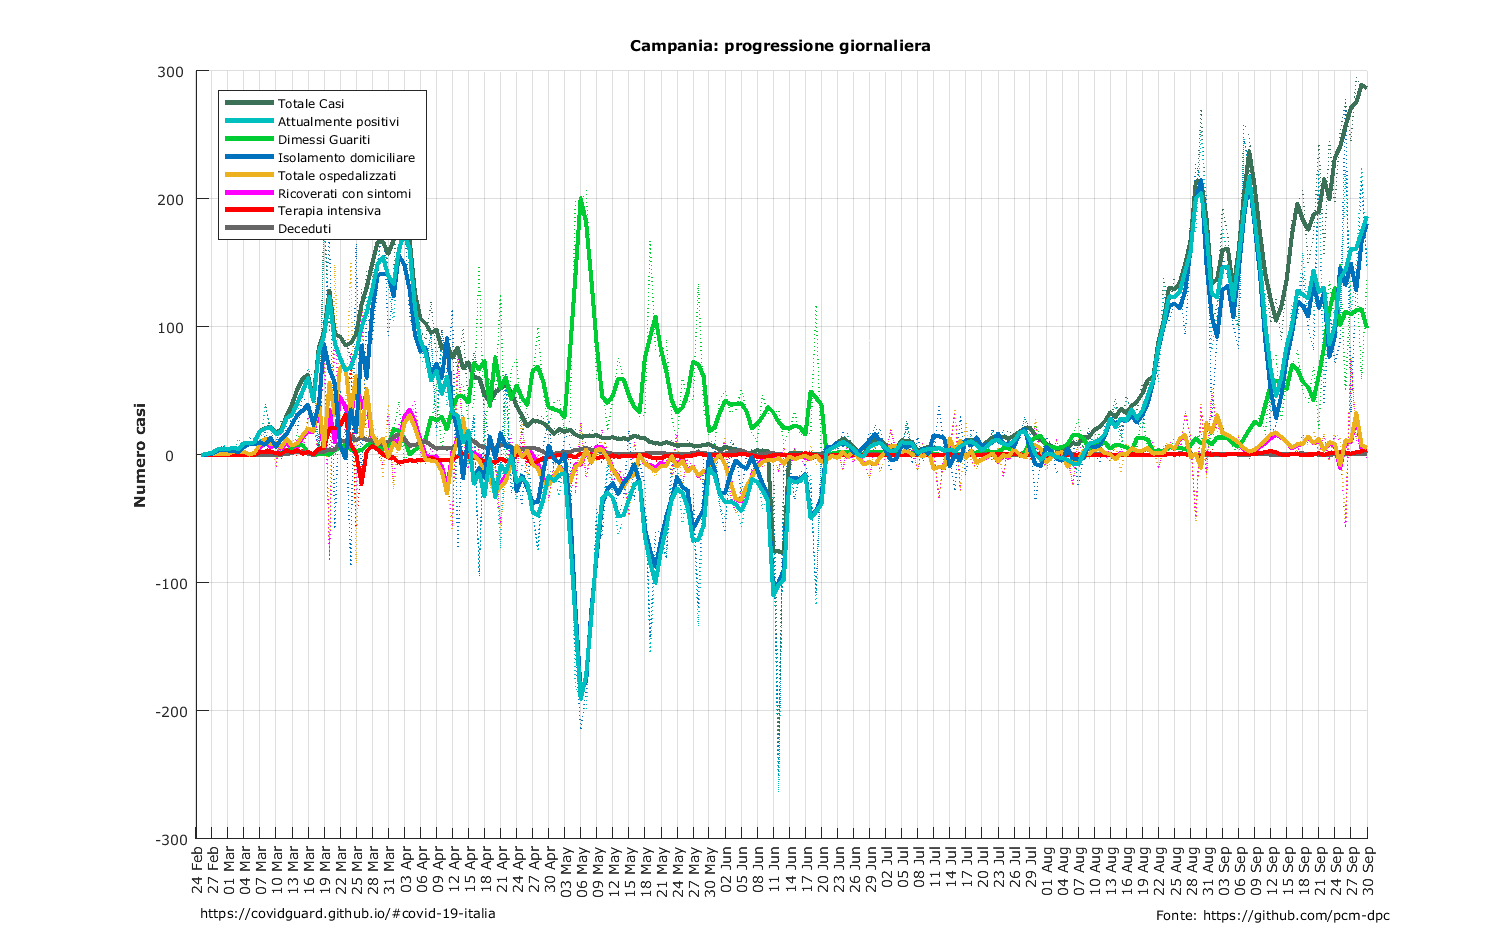 Campania: progressione giornaliera
300
200
100
0
-100
-200
-300
Numero casi
Totale Casi
Attualmente positivi
Dimessi Guariti
Isolamento domiciliare
Totale ospedalizzati
Ricoverati con sintomi
Terapia intensiva
Deceduti
24 Feb
27 Feb
01 Mar
04 Mar
07 Mar
10 Mar
13 Mar
16 Mar
19 Mar
22 Mar
25 Mar
28 Mar
31 Mar
03 Apr
06 Apr
09 Apr
12 Apr
15 Apr
18 Apr
21 Apr
24 Apr
27 Apr
30 Apr
03 May
06 May
09 May
12 May
15 May
18 May
21 May
24 May
27 May
30 May
02 Jun
05 Jun
08 Jun
11 Jun
14 Jun
17 Jun
20 Jun
23 Jun
26 Jun
29 Jun
02 Jul
05 Jul
08 Jul
11 Jul
14 Jul
17 Jul
20 Jul
23 Jul
26 Jul
29 Jul
01 Aug
04 Aug
07 Aug
10 Aug
13 Aug
16 Aug
19 Aug
22 Aug
25 Aug
28 Aug
31 Aug
03 Sep
06 Sep
09 Sep
12 Sep
15 Sep
18 Sep
21 Sep
24 Sep
27 Sep
30 Sep
https://covidguard.github.io/#covid-19-italia
Fonte: https://github.com/pcm-dpc